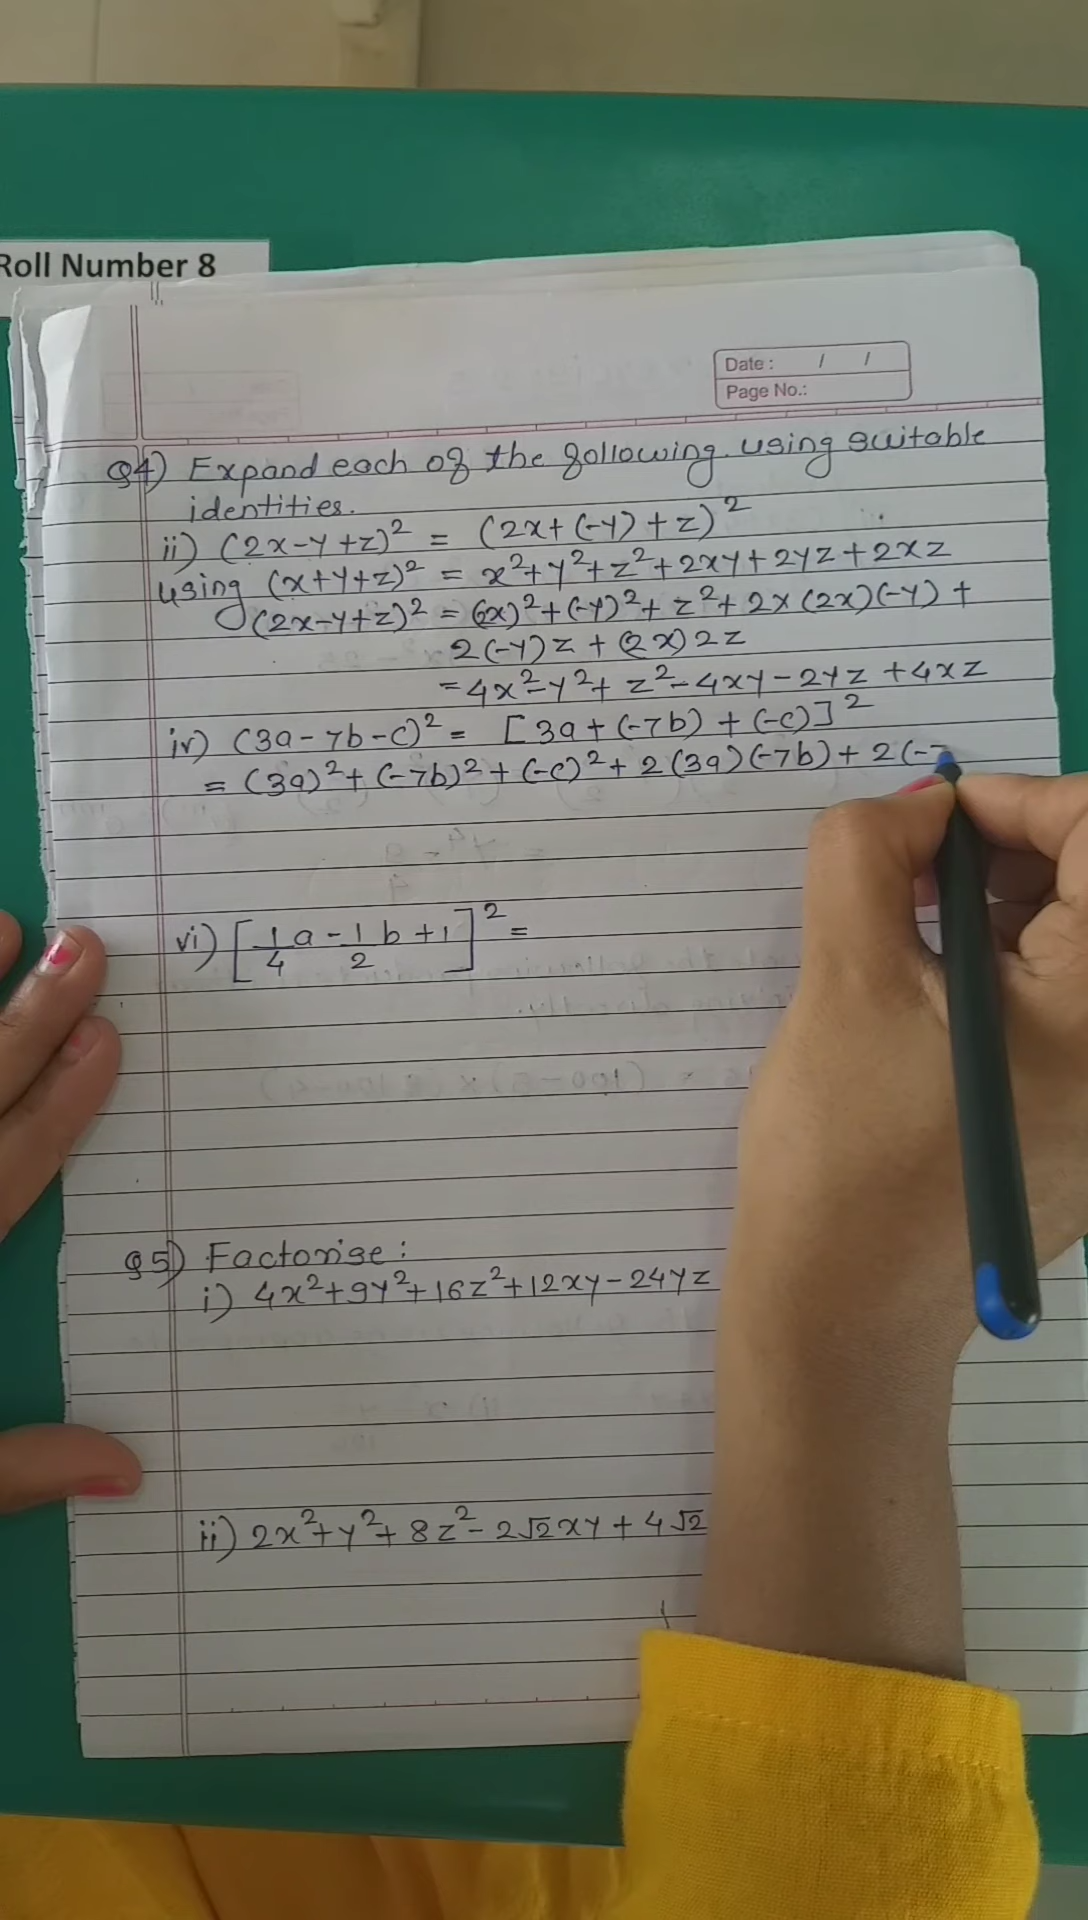 Roll Number 8
Date : / /
Page No.:
Q4) Expand each of the following using suitable
identities.
ii) (2x-y+z)² = (2x+(-y)+z)²
using (x+y+z)² = x²+y²+z²+2xy+2yz+2xz
(2x-y+z)² = (2x)²+(-y)²+z²+2×(2x)(-y)+
2(-y)z + (2x)2z
=4x²-y²+z²-4xy-2yz+4xz
iv) (3a-7b-c)² = [3a+(-7b)+(-c)]²
= (3a)²+(-7b)²+(-c)²+2(3a)(-7b)+2(-7
vi) [1/4 a - 1/2 b + 1]² =
Q5) Factorise :
i) 4x²+9y²+16z²+12xy-24yz
ii) 2x²+y²+8z²-2√2xy+4√2